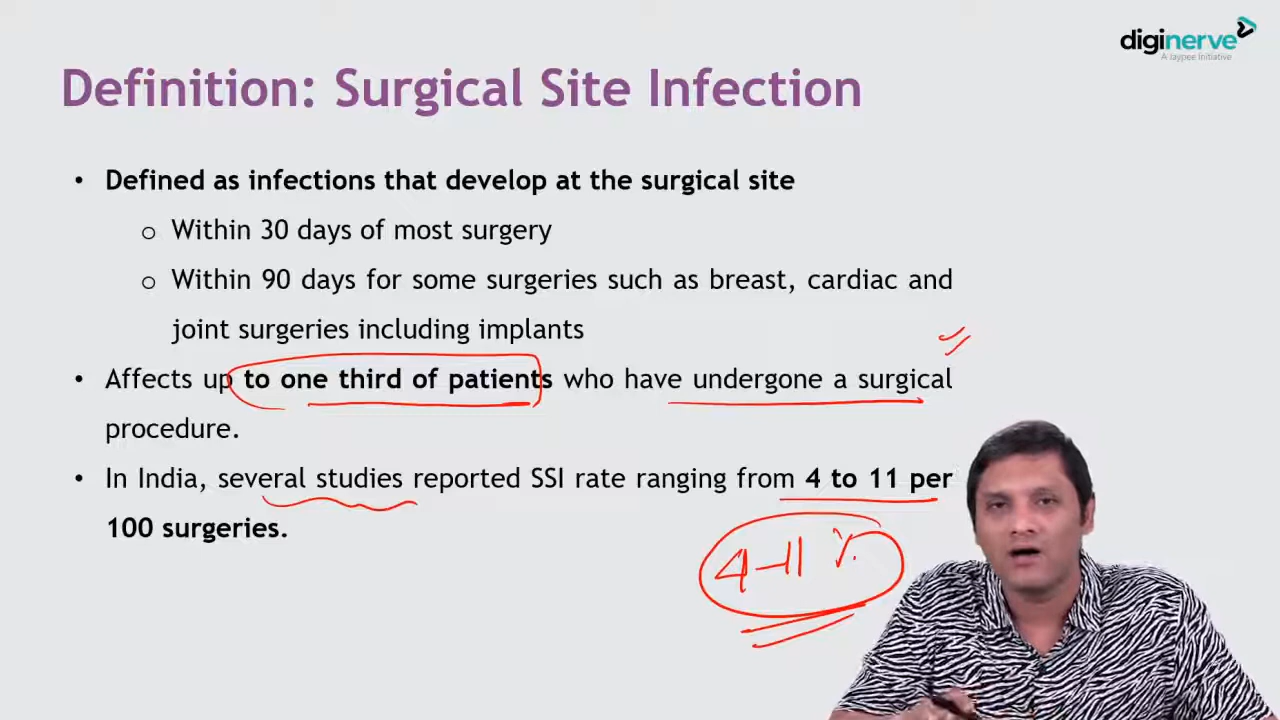 diginerve
A Jaypee Initiative
Definition: Surgical Site Infection
• Defined as infections that develop at the surgical site
o Within 30 days of most surgery
o Within 90 days for some surgeries such as breast, cardiac and
joint surgeries including implants
• Affects up to one third of patients who have undergone a surgical
procedure.
• In India, several studies reported SSI rate ranging from 4 to 11 per
100 surgeries.
4-11 %